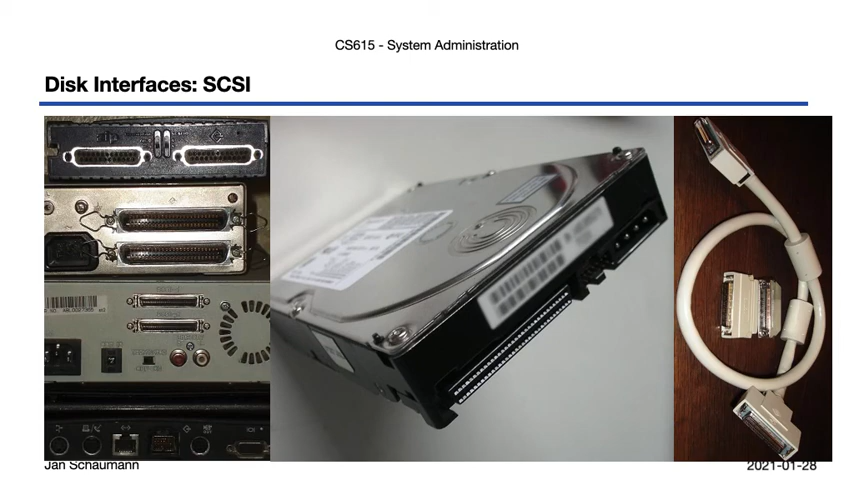 CS615 - System Administration
Disk Interfaces: SCSI
Jan Schaumann
2021-01-28